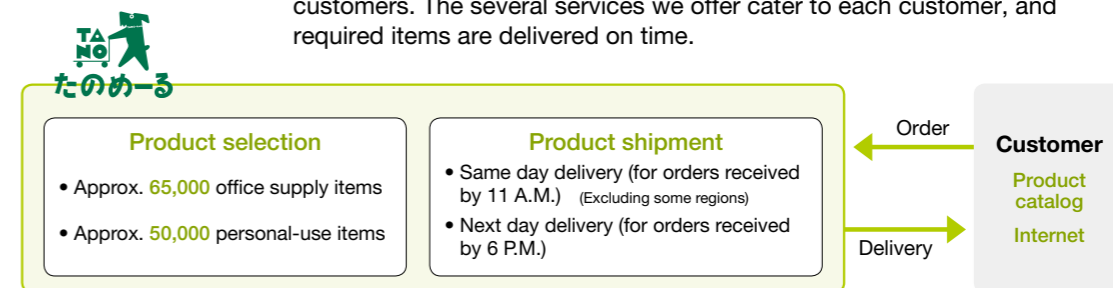 customers. The several services we offer cater to each customer, and
required items are delivered on time.
TA
NO
たのめーる
Product selection
• Approx. 65,000 office supply items
• Approx. 50,000 personal-use items
Product shipment
• Same day delivery (for orders received
by 11 A.M.) (Excluding some regions)
• Next day delivery (for orders received
by 6 P.M.)
Order
Delivery
Customer
Product
catalog
Internet